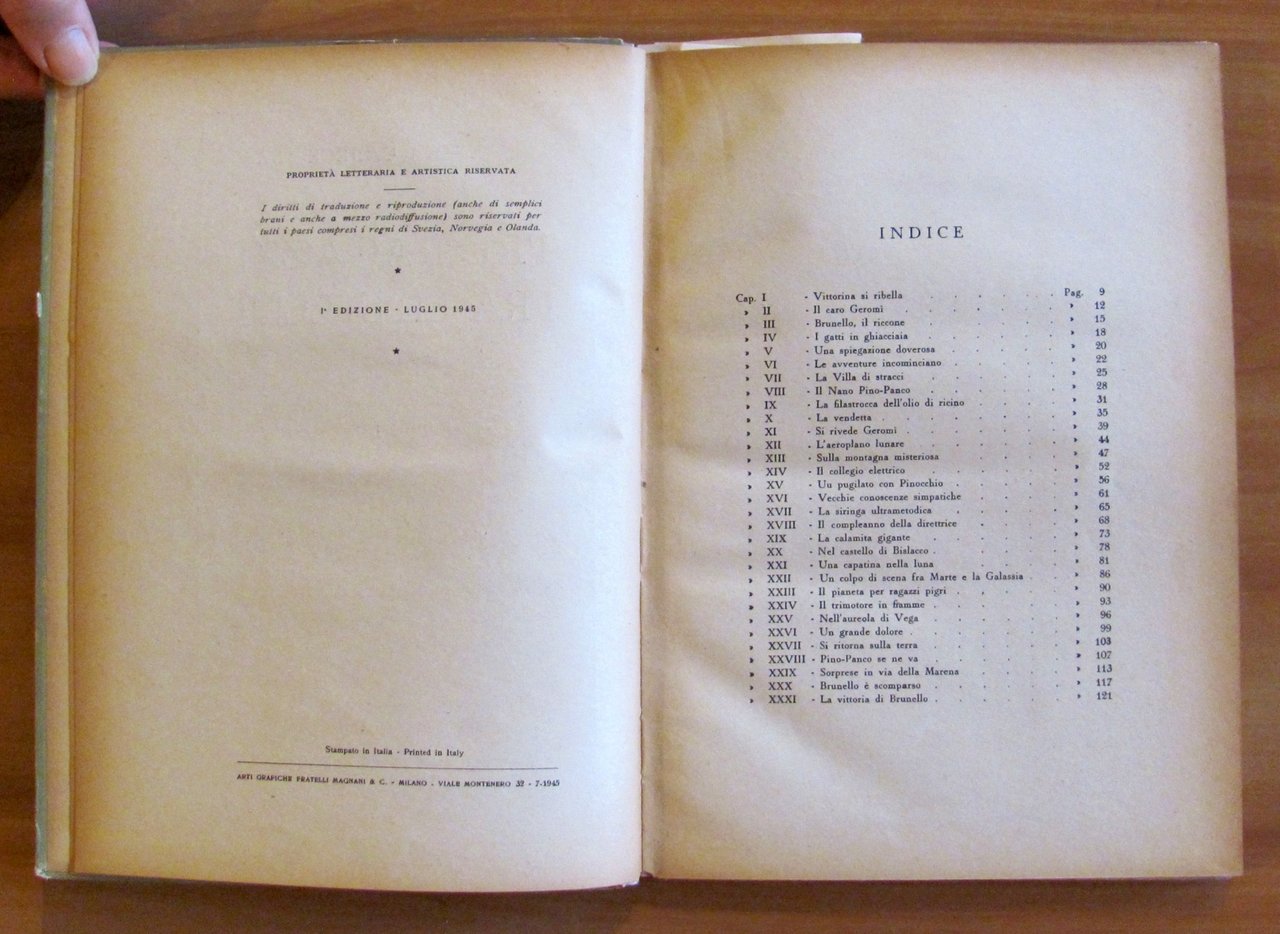 PROPRIETÀ LETTERARIA E ARTISTICA RISERVATA
I diritti di traduzione e riproduzione (anche di semplici
brani e anche a mezzo radiodiffusione) sono riservati per
tutti i paesi compresi i regni di Svezia, Norvegia e Olanda.
*
Iª EDIZIONE - LUGLIO 1945
*
Stampato in Italia - Printed in Italy
ARTI GRAFICHE FRATELLI MAGNANI & C. - MILANO - VIALE MONTENERO 32 - 7-1945
INDICE
Cap. I - Vittorina si ribella . . . . . . Pag. 9
» II - Il caro Geromì . . . . . . » 12
» III - Brunello, il riccone . . . . . . » 15
» IV - I gatti in ghiacciaia . . . . . . » 18
» V - Una spiegazione doverosa . . . . . » 20
» VI - Le avventure incominciano . . . . . » 22
» VII - La Villa di stracci . . . . . . » 25
» VIII - Il Nano Pino-Panco . . . . . . » 28
» IX - La filastrocca dell'olio di ricino . . . . . » 31
» X - La vendetta . . . . . . . » 35
» XI - Si rivede Geromì . . . . . . » 39
» XII - L'aeroplano lunare . . . . . . » 44
» XIII - Sulla montagna misteriosa . . . . . » 47
» XIV - Il collegio elettrico . . . . . . » 52
» XV - Un pugilato con Pinocchio . . . . . » 56
» XVI - Vecchie conoscenze simpatiche . . . . » 61
» XVII - La siringa ultrametodica . . . . . » 65
» XVIII - Il compleanno della direttrice . . . . » 68
» XIX - La calamita gigante . . . . . » 73
» XX - Nel castello di Bislacco . . . . . . » 78
» XXI - Una capatina nella luna . . . . . » 81
» XXII - Un colpo di scena fra Marte e la Galassia . . » 86
» XXIII - Il pianeta per ragazzi pigri . . . . . » 90
» XXIV - Il trimotore in fiamme . . . . . . » 93
» XXV - Nell'aureola di Vega . . . . . . » 96
» XXVI - Un grande dolore . . . . . . . » 99
» XXVII - Si ritorna sulla terra . . . . . . » 103
» XXVIII - Pino-Panco se ne va . . . . . . » 107
» XXIX - Sorprese in via della Marena . . . . » 113
» XXX - Brunello è scomparso . . . . . . » 117
» XXXI - La vittoria di Brunello . . . . . . » 121